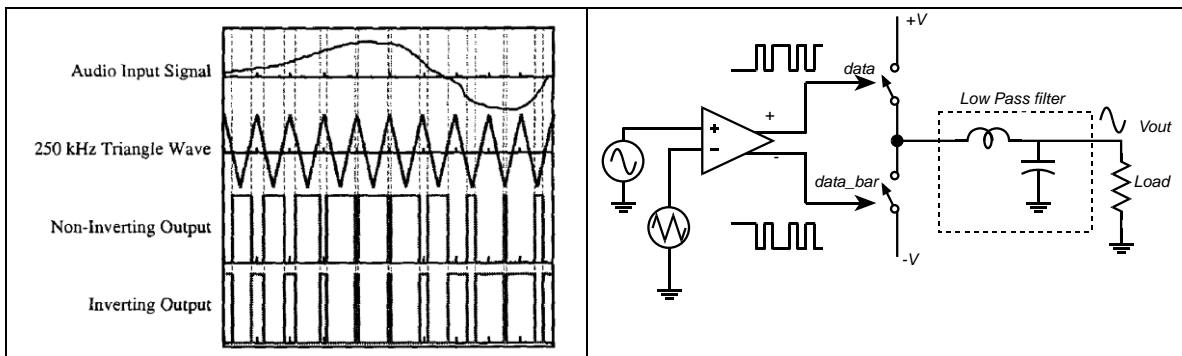 Audio Input Signal
250 kHz Triangle Wave
Non-Inverting Output
Inverting Output
+V
data
Low Pass filter
Vout
+
+
−
-
data_bar
Load
-V